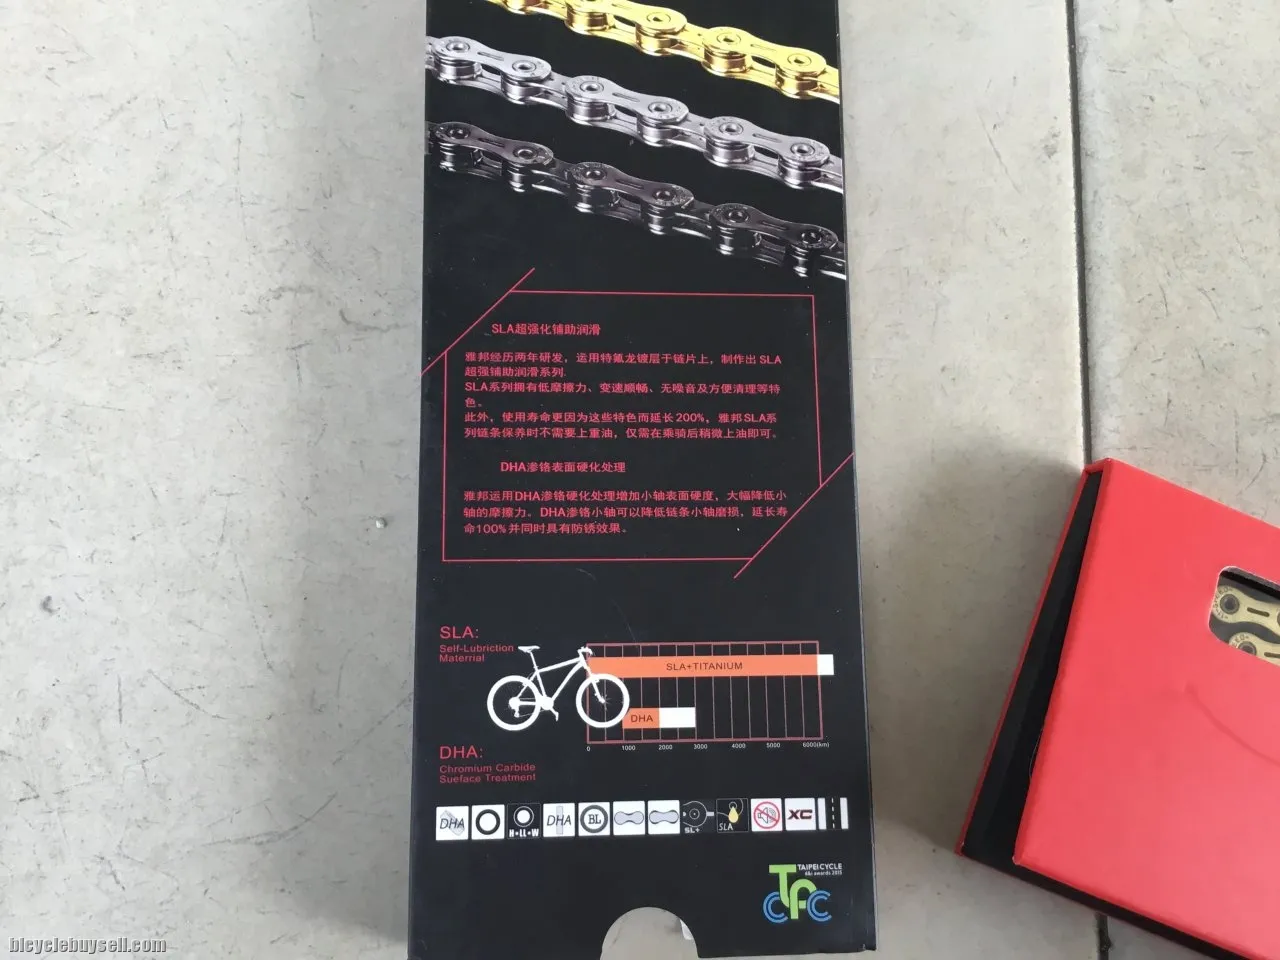 SLA超强化铺助润滑
雅邦经历两年研发，运用特氟龙镀层于链片上，制作出 SLA
超强铺助润滑系列.
SLA系列拥有低摩擦力、变速顺畅、无噪音及方便清理等特
色。
此外，使用寿命更因为这些特色而延长200%，雅邦SLA系
列链条保养时不需要上重油，仅需在乘骑后稍微上油即可。
DHA渗铬表面硬化处理
雅邦运用DHA渗铬硬化处理增加小轴表面硬度，大幅降低小
轴的摩擦力。DHA渗铬小轴可以降低链条小轴磨损，延长寿
命100%并同时具有防锈效果。
SLA:
Self-Lubriction
Materrial
SLA+TITANIUM
DHA
0 1000 2000 3000 4000 5000 6000(km)
DHA:
Chromium Carbide
Sueface Treatment
DHA H•LL•W DHA BL SL+ SLA XC
TAIPEI CYCLE
d&i awards 2015
bicyclebuysell.com